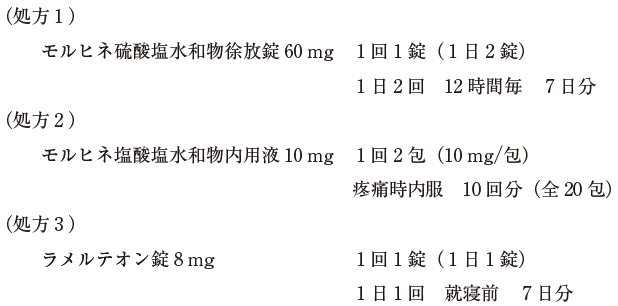 (処方1)
モルヒネ硫酸塩水和物徐放錠 60 mg　1回1錠(1日2錠)
1日2回　12 時間毎　7日分
(処方2)
モルヒネ塩酸塩水和物内用液 10 mg　1回2包(10 mg/包)
疼痛時内服　10 回分(全 20 包)
(処方3)
ラメルテオン錠8 mg　1回1錠(1日1錠)
1日1回　就寝前　7日分